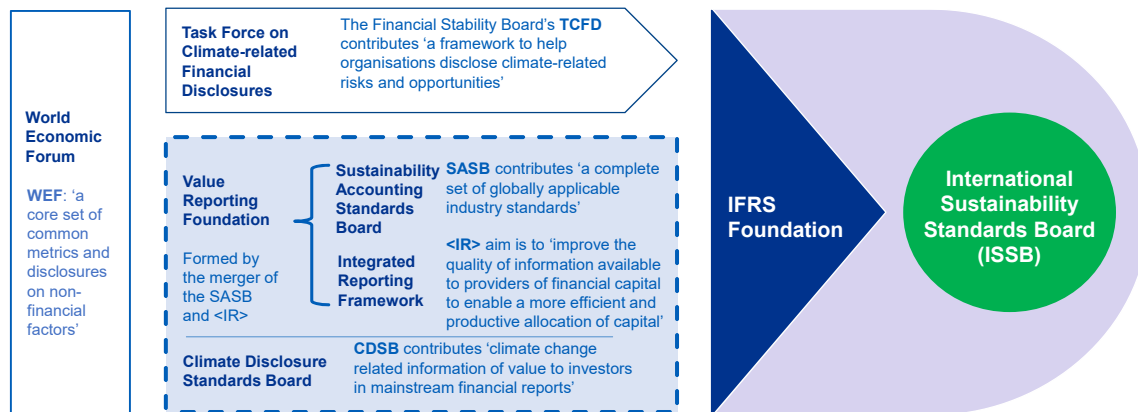 World
Economic
Forum
WEF: ‘a
core set of
common
metrics and
disclosures
on non-
financial
factors’
Task Force on
Climate-related
Financial
Disclosures
The Financial Stability Board’s TCFD
contributes ‘a framework to help
organisations disclose climate-related
risks and opportunities’
Value
Reporting
Foundation
Formed by
the merger of
the SASB
and <IR>
Sustainability
Accounting
Standards
Board
SASB contributes ‘a complete
set of globally applicable
industry standards’
Integrated
Reporting
Framework
<IR> aim is to ‘improve the
quality of information available
to providers of financial capital
to enable a more efficient and
productive allocation of capital’
Climate Disclosure
Standards Board
CDSB contributes ‘climate change
related information of value to investors
in mainstream financial reports’
IFRS
Foundation
International
Sustainability
Standards Board
(ISSB)